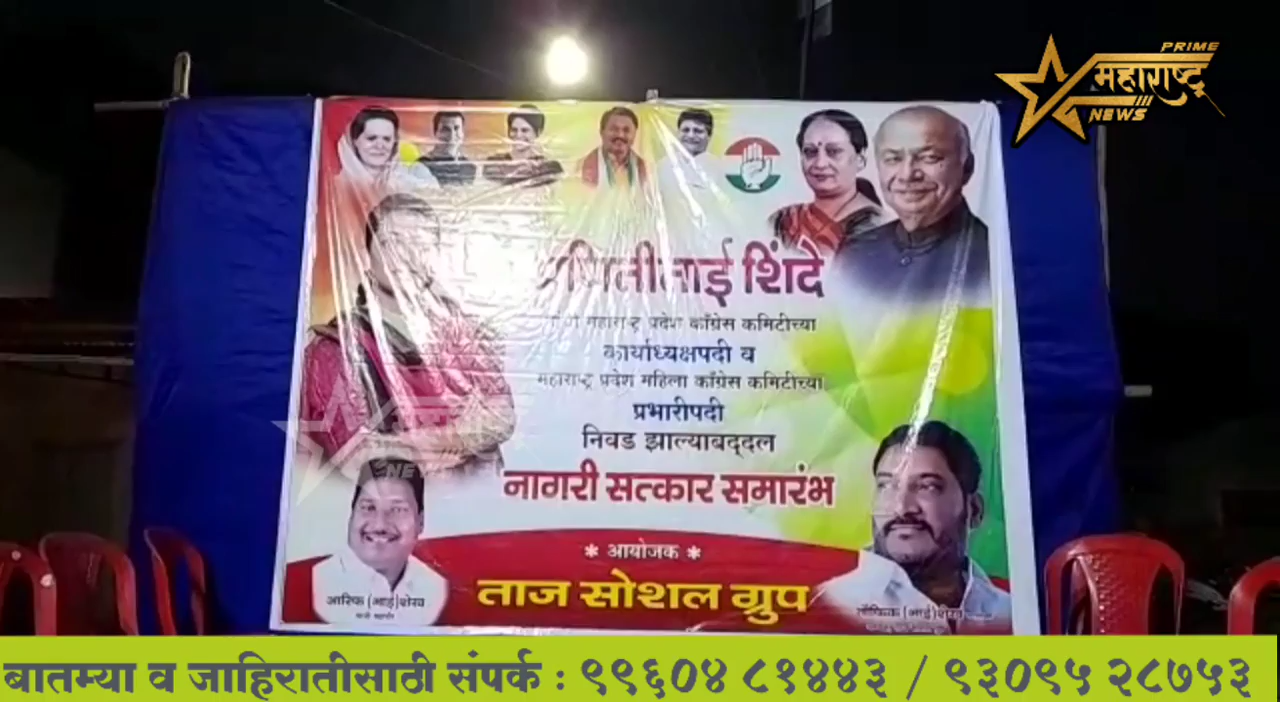 PRIME
महाराष्ट्र
NEWS
शिंदे
महाराष्ट्र प्रदेश काँग्रेस कमिटीच्या
कार्याध्यक्षपदी व
महाराष्ट्र प्रदेश महिला काँग्रेस कमिटीच्या
प्रभारीपदी
निवड झाल्याबद्दल
नागरी सत्कार समारंभ
* आयोजक *
ताज सोशल ग्रुप
आरिफ (भाई) शेख
तौफिक (भाई) शेख
बातम्या व जाहिरातीसाठी संपर्क : ९९६०४ ८१४४३ / ९३०९५ २८७५३